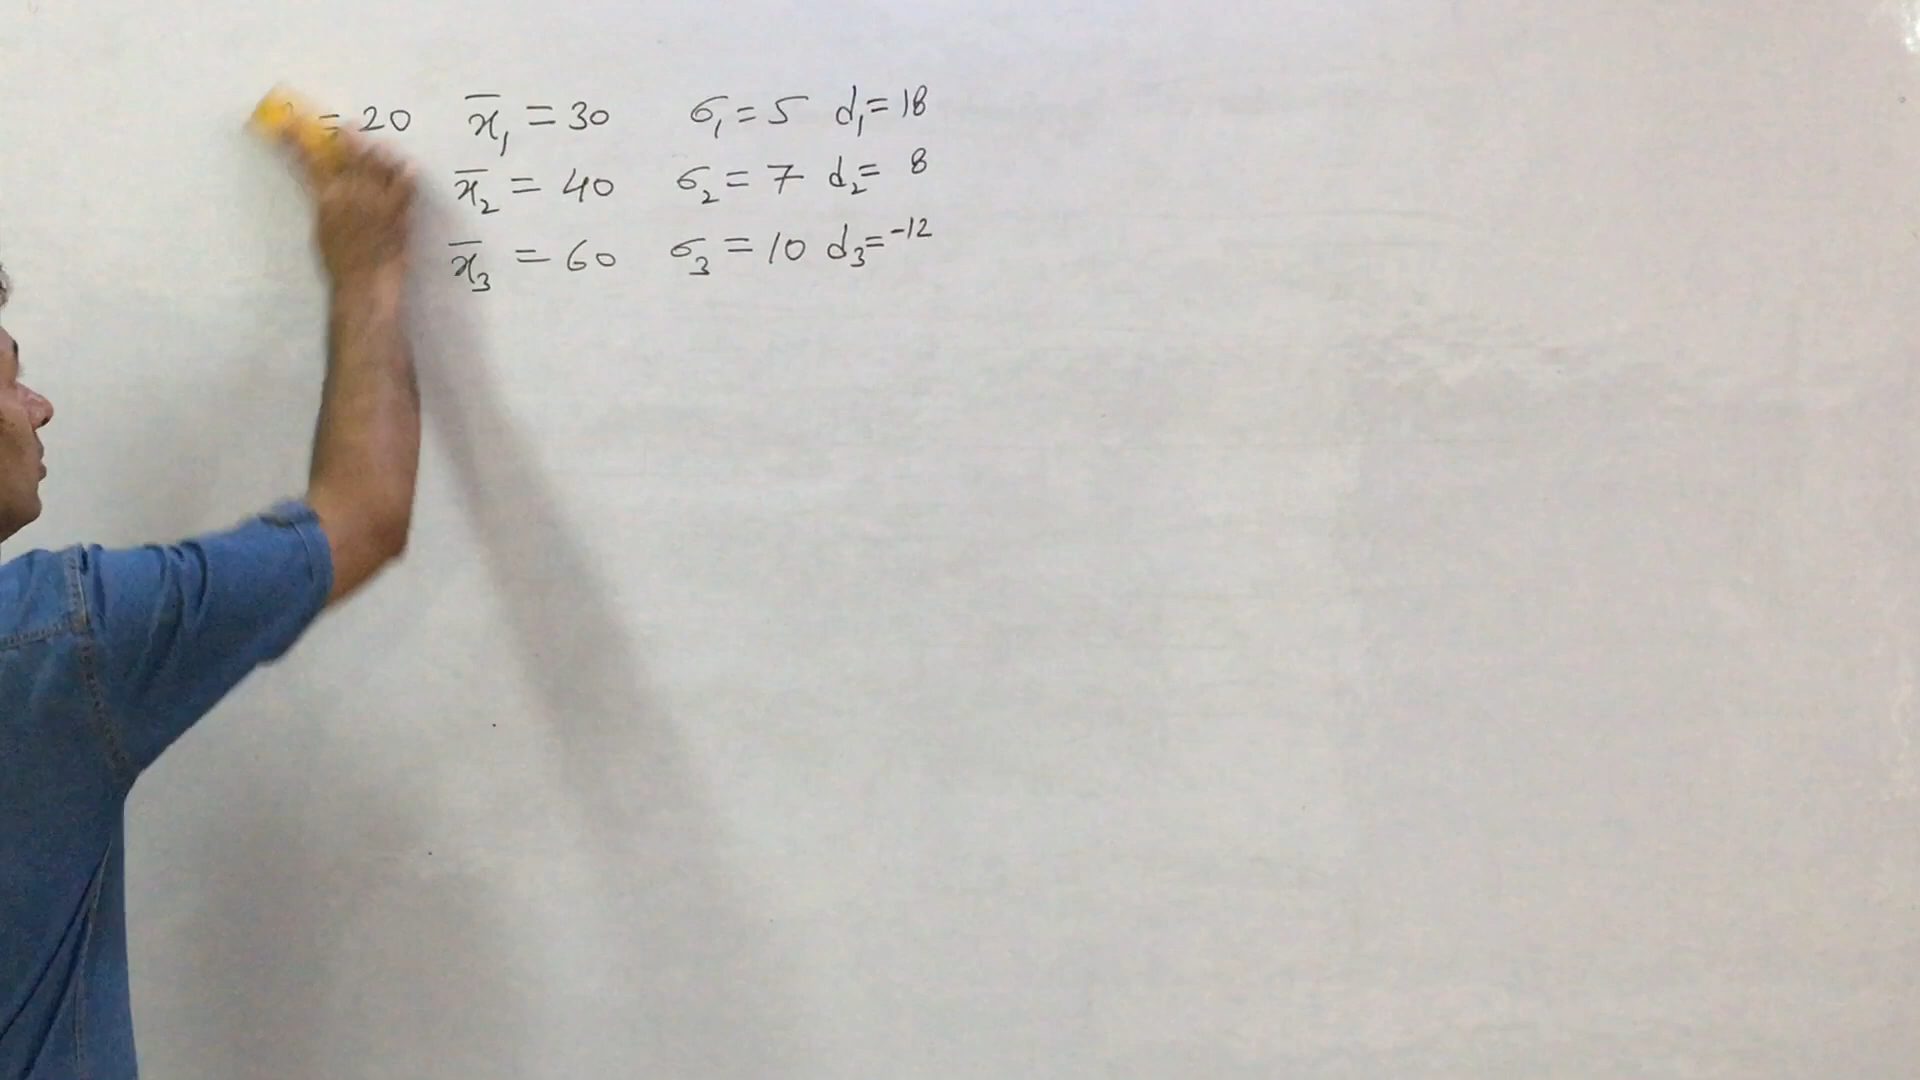 = 20 x̄₁ = 30 σ₁ = 5 d₁ = 18
x̄₂ = 40 σ₂ = 7 d₂ = 8
x̄₃ = 60 σ₃ = 10 d₃ = -12